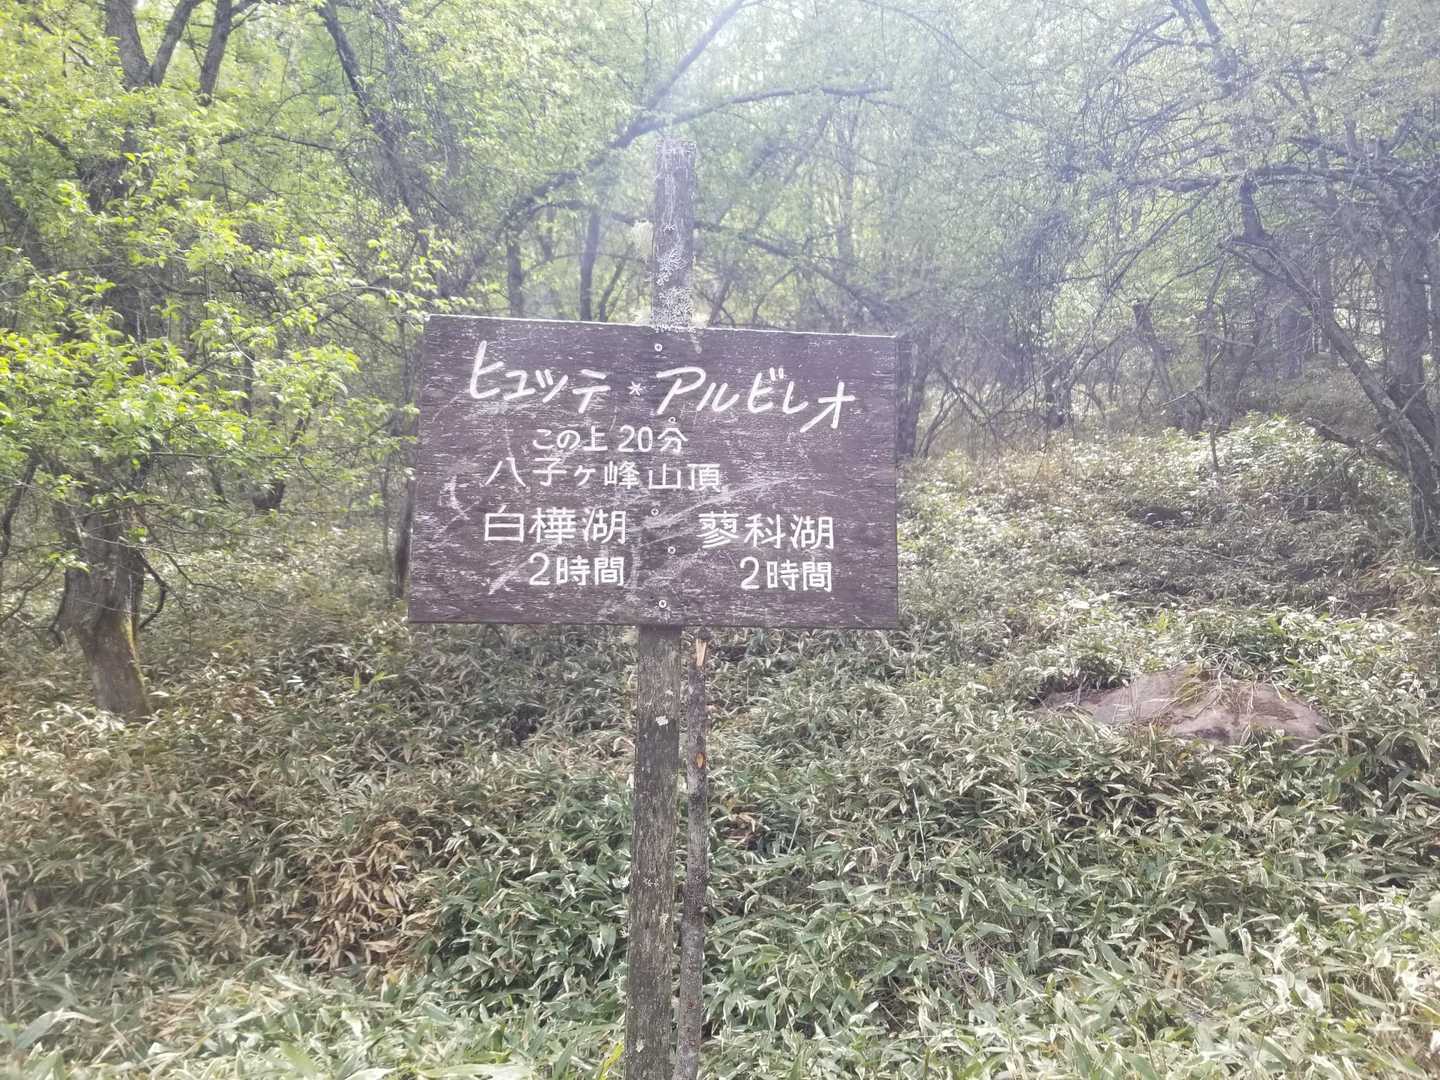 ヒュッテ*アルビレオ
この上20分
八子ヶ峰山頂
白樺湖 蓼科湖
2時間 2時間